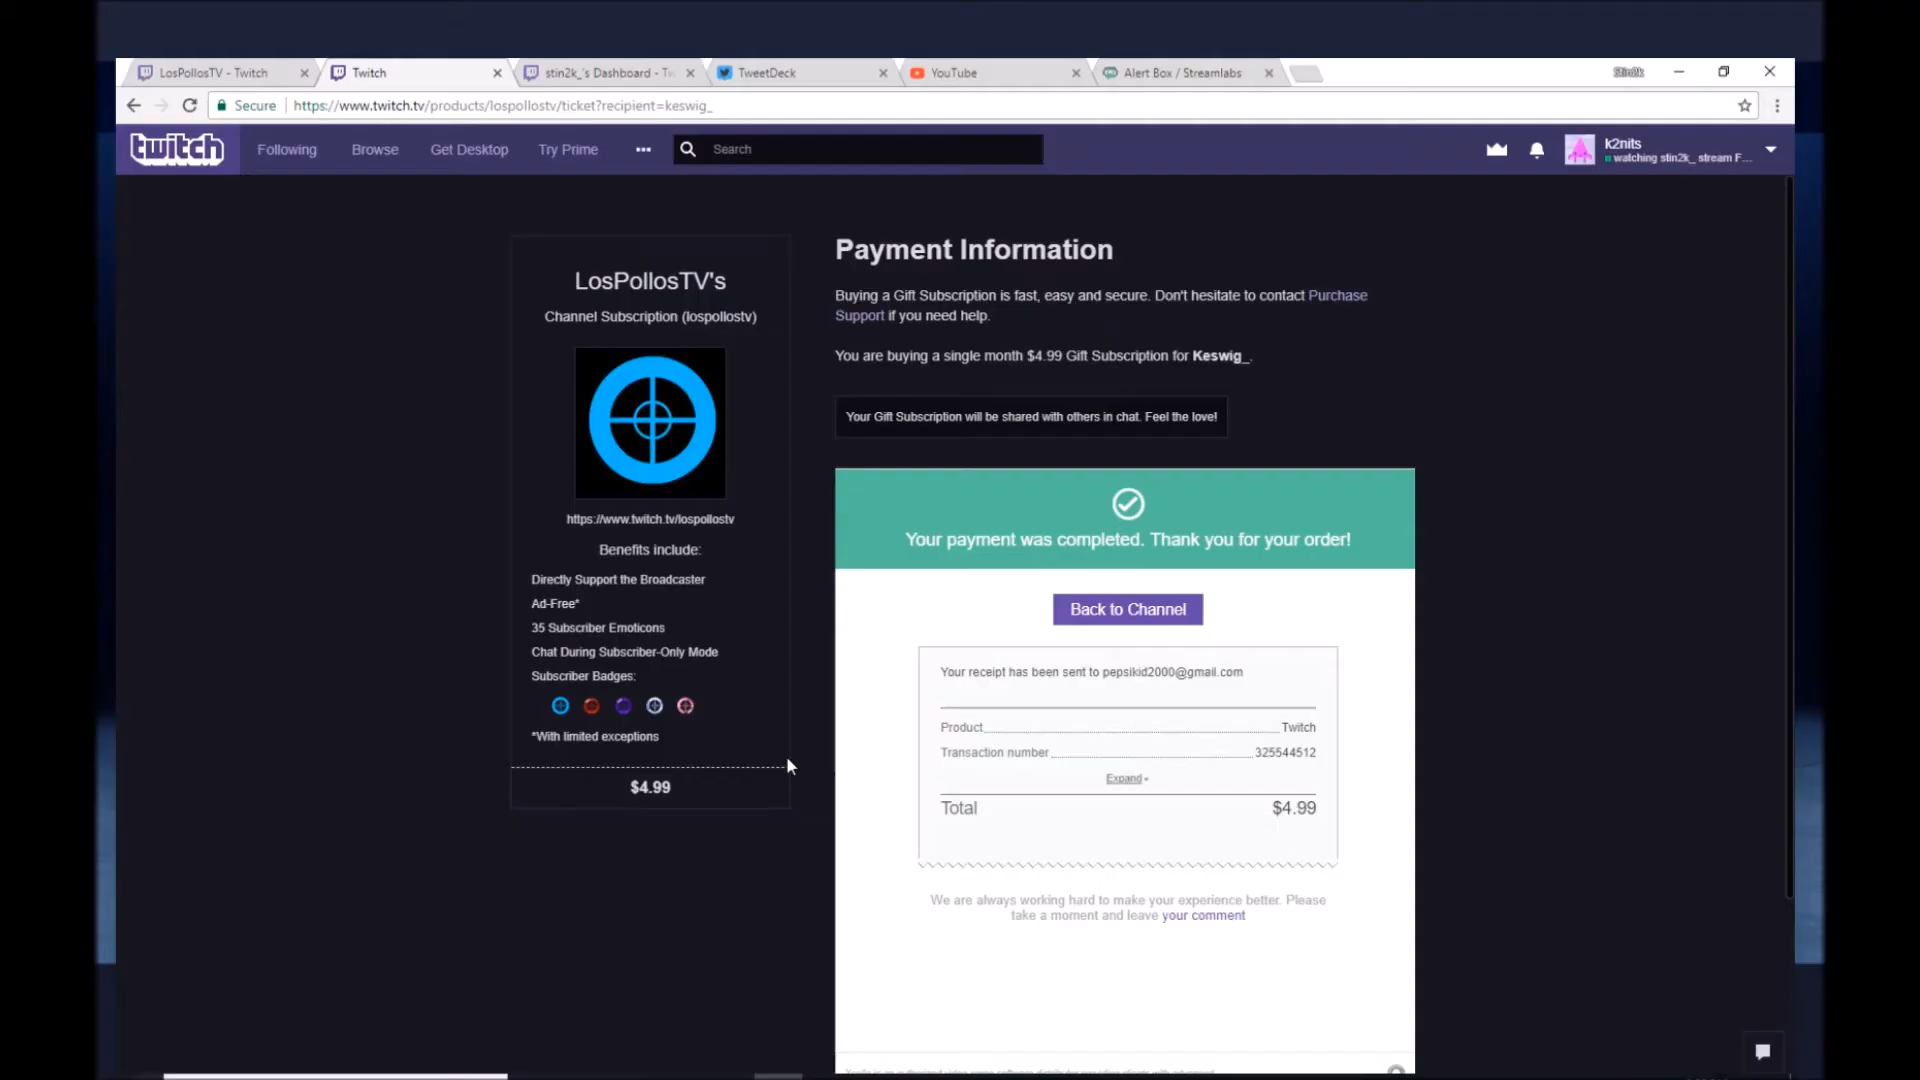 LosPollosTV - Twitch
Twitch
stin2k_'s Dashboard - Tw
TweetDeck
YouTube
Alert Box / Streamlabs
Stin2k
Secure
https://www.twitch.tv/products/lospollostv/ticket?recipient=keswig_
twitch
Following
Browse
Get Desktop
Try Prime
Search
k2nits
watching stin2k_ stream F...
LosPollosTV's
Channel Subscription (lospollostv)
https://www.twitch.tv/lospollostv
Benefits include:
Directly Support the Broadcaster
Ad-Free*
35 Subscriber Emoticons
Chat During Subscriber-Only Mode
Subscriber Badges:
*With limited exceptions
$4.99
Payment Information
Buying a Gift Subscription is fast, easy and secure. Don't hesitate to contact Purchase
Support if you need help.
You are buying a single month $4.99 Gift Subscription for Keswig_.
Your Gift Subscription will be shared with others in chat. Feel the love!
Your payment was completed. Thank you for your order!
Back to Channel
Your receipt has been sent to pepsikid2000@gmail.com
Product Twitch
Transaction number 325544512
Expand
Total $4.99
We are always working hard to make your experience better. Please
take a moment and leave your comment